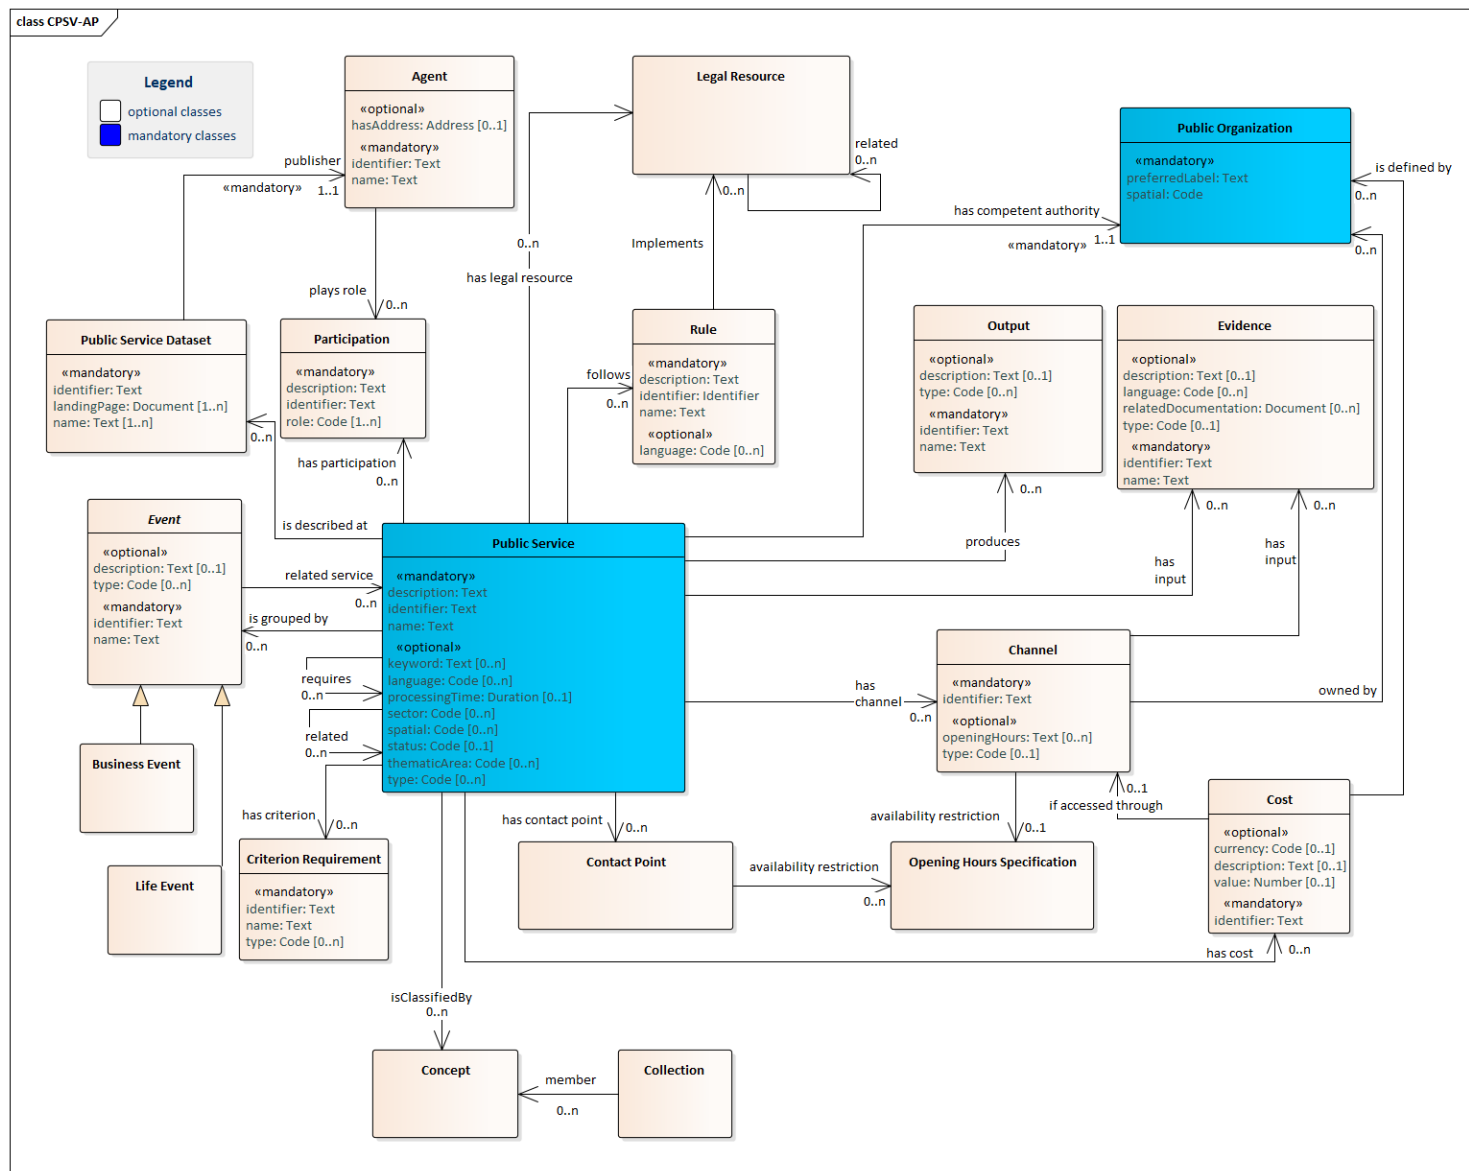 class CPSV-AP
Legend
optional classes
mandatory classes
Agent
«optional»
hasAddress: Address [0..1]
«mandatory»
identifier: Text
name: Text
publisher
«mandatory»
1..1
Legal Resource
related
0..n
0..n
Implements
0..n
has legal resource
Public Organization
«mandatory»
preferredLabel: Text
spatial: Code
is defined by
0..n
0..n
has competent authority
«mandatory»
1..1
plays role
0..n
Public Service Dataset
«mandatory»
identifier: Text
landingPage: Document [1..n]
name: Text [1..n]
0..n
is described at
Participation
«mandatory»
description: Text
identifier: Text
role: Code [1..n]
has participation
0..n
Rule
«mandatory»
description: Text
identifier: Identifier
name: Text
«optional»
language: Code [0..n]
follows
0..n
Output
«optional»
description: Text [0..1]
type: Code [0..n]
«mandatory»
identifier: Text
name: Text
0..n
produces
Evidence
«optional»
description: Text [0..1]
language: Code [0..n]
relatedDocumentation: Document [0..n]
type: Code [0..1]
«mandatory»
identifier: Text
name: Text
0..n
0..n
has
input
has
input
Event
«optional»
description: Text [0..1]
type: Code [0..n]
«mandatory»
identifier: Text
name: Text
related service
0..n
is grouped by
0..n
Public Service
«mandatory»
description: Text
identifier: Text
name: Text
«optional»
keyword: Text [0..n]
language: Code [0..n]
processingTime: Duration [0..1]
sector: Code [0..n]
spatial: Code [0..n]
status: Code [0..1]
thematicArea: Code [0..n]
type: Code [0..n]
requires
0..n
related
0..n
has
channel
0..n
Channel
«mandatory»
identifier: Text
«optional»
openingHours: Text [0..n]
type: Code [0..1]
owned by
Business Event
Life Event
has criterion
0..n
Criterion Requirement
«mandatory»
identifier: Text
name: Text
type: Code [0..n]
has contact point
0..n
Contact Point
availability restriction
0..n
availability restriction
0..1
Opening Hours Specification
0..1
if accessed through
Cost
«optional»
currency: Code [0..1]
description: Text [0..1]
value: Number [0..1]
«mandatory»
identifier: Text
has cost
0..n
isClassifiedBy
0..n
Concept
member
0..n
Collection